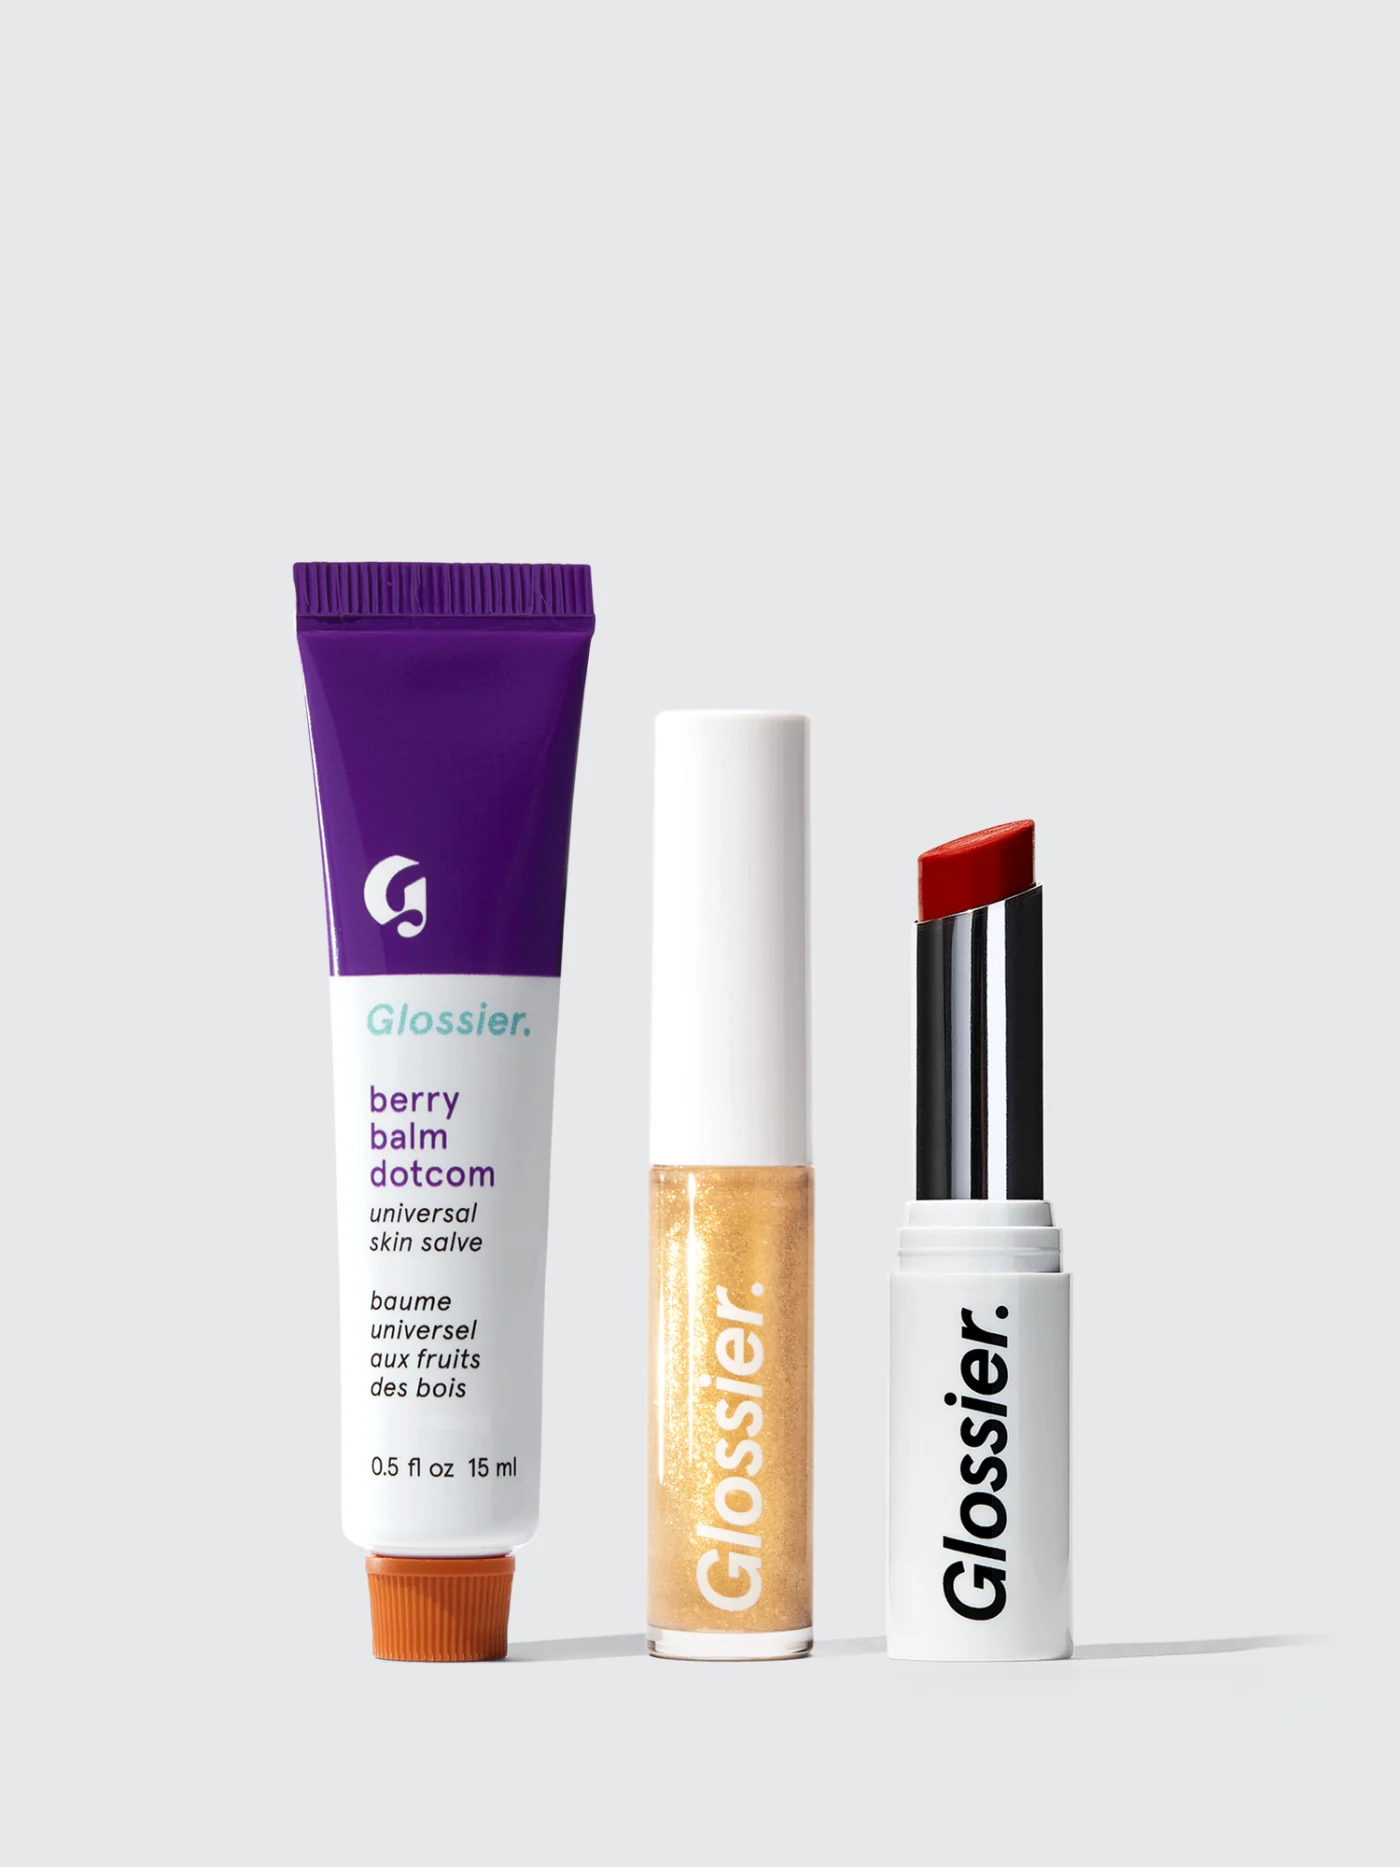 Glossier.
berry
balm
dotcom
universal
skin salve
baume
universel
aux fruits
des bois
0.5 fl oz 15 ml
Glossier.
Glossier.